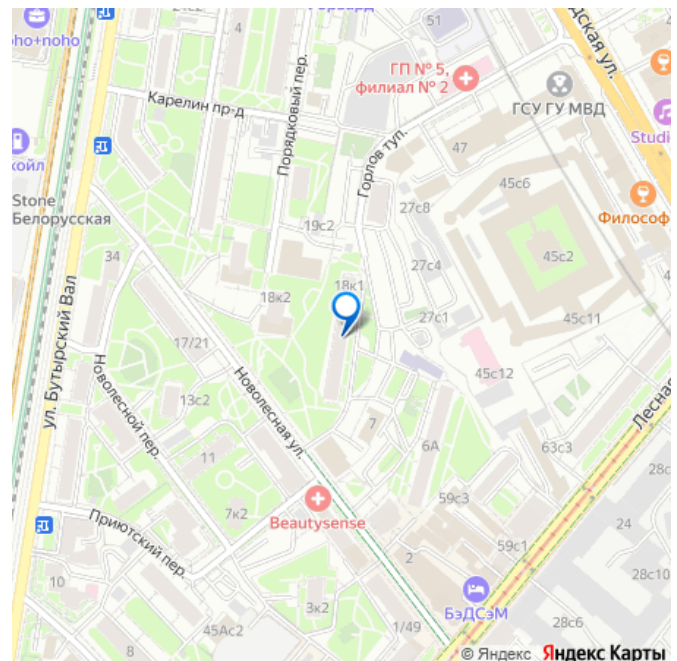 oho+noho
4
51
дская ул.
ГП № 5,
филиал № 2
ГСУ ГУ МВД
Карелин пр-д
Порядковый пер.
Горлов туп.
47
Studi
койл
Stone
Белорусская
45с6
27с8
Философ
19с2
45с2
27с4
34
18к1
18к2
27с1
45с11
17/21
ул. Бутырский Вал
Новолесной пер.
Новолесная ул.
45с12
13с2
Лесная
7
6А
63с3
11
28с
59с3
7к2
Beautysense
24
Приютский пер.
59с1
2
10
28с10
БэДСэМ
3к2
28с6
45Ас2
1/49
8
© Яндекс Яндекс Карты